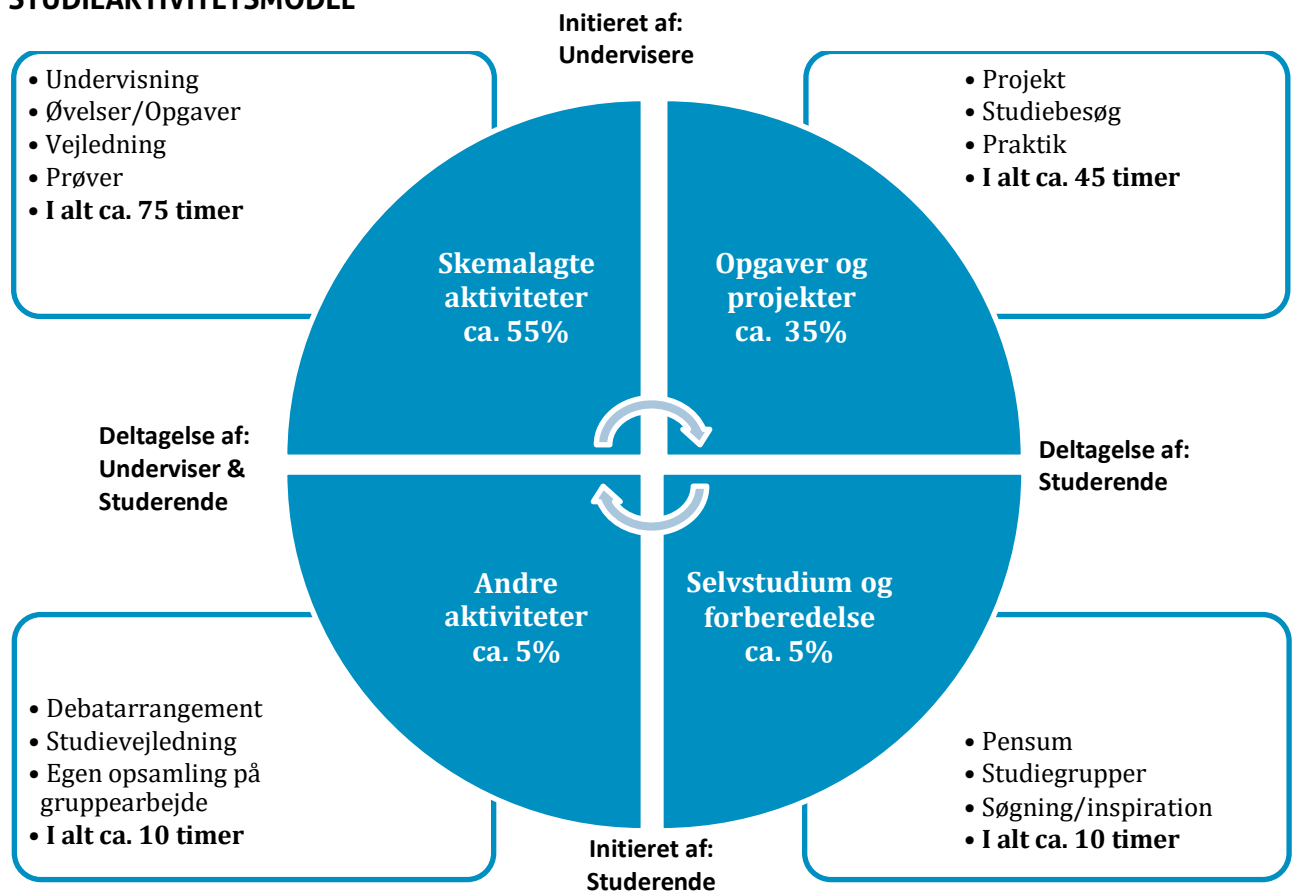 STUDIEAKTIVITETSMODEL
Initieret af:
Undervisere
• Undervisning
• Øvelser/Opgaver
• Vejledning
• Prøver
• I alt ca. 75 timer
• Projekt
• Studiebesøg
• Praktik
• I alt ca. 45 timer
Skemalagte
aktiviteter
ca. 55%
Opgaver og
projekter
ca. 35%
Deltagelse af:
Underviser &
Studerende
Deltagelse af:
Studerende
Andre
aktiviteter
ca. 5%
Selvstudium og
forberedelse
ca. 5%
• Debatarrangement
• Studievejledning
• Egen opsamling på
gruppearbejde
• I alt ca. 10 timer
• Pensum
• Studiegrupper
• Søgning/inspiration
• I alt ca. 10 timer
Initieret af:
Studerende